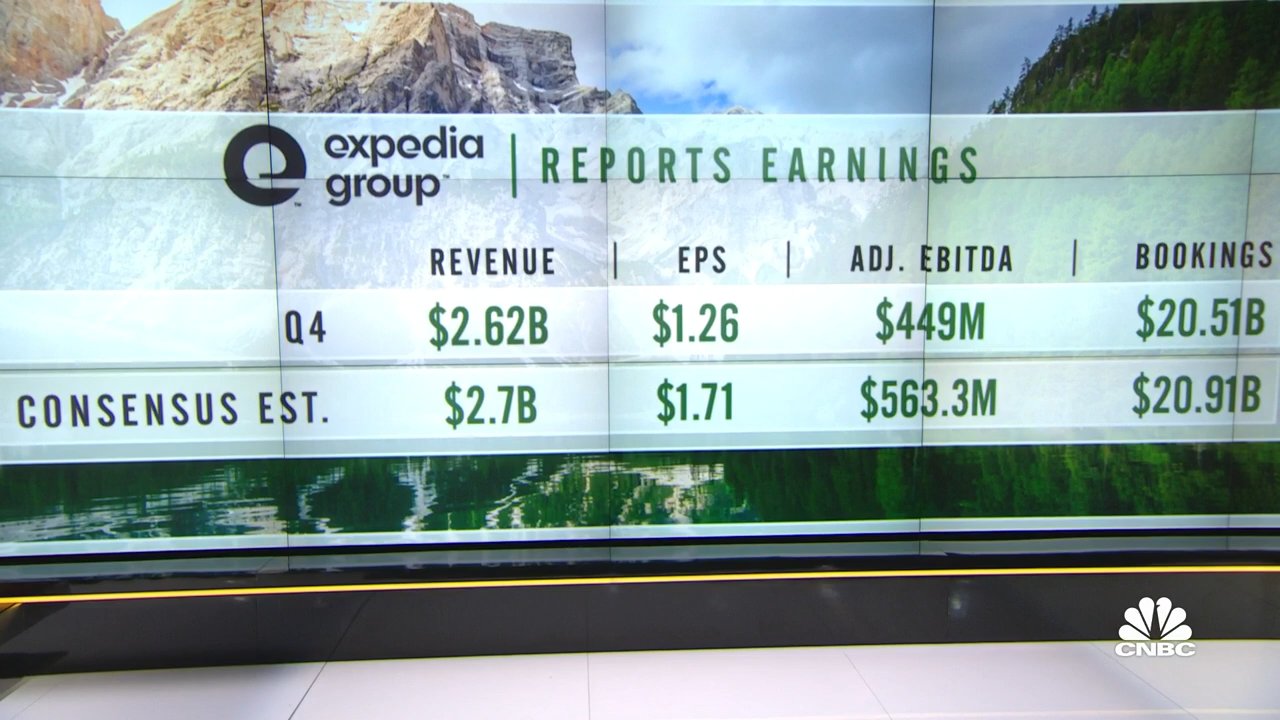 expedia group™ | REPORTS EARNINGS
REVENUE | EPS | ADJ. EBITDA | BOOKINGS
Q4 $2.62B $1.26 $449M $20.51B
CONSENSUS EST. $2.7B $1.71 $563.3M $20.91B
CNBC